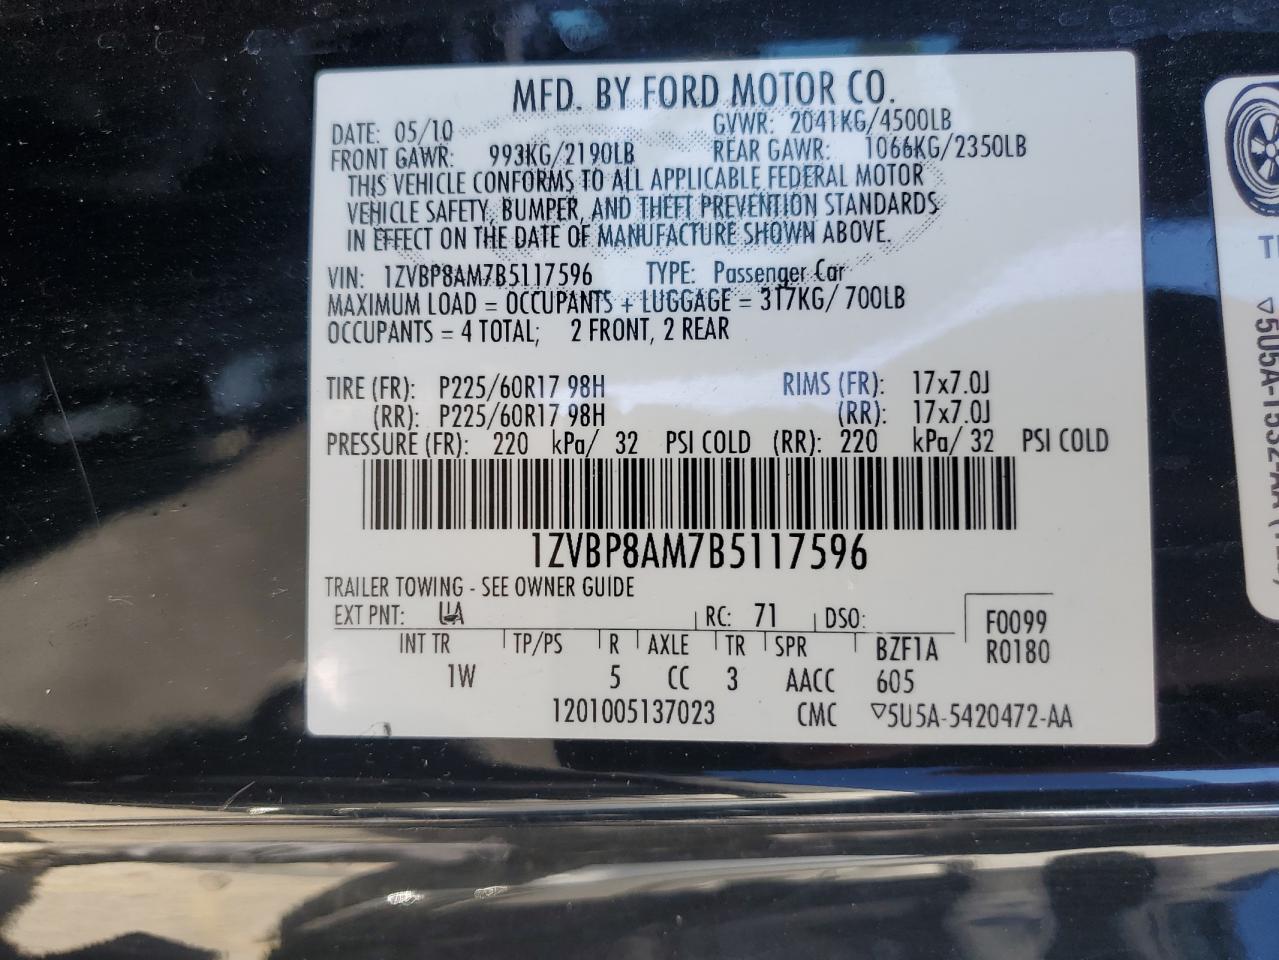 MFD. BY FORD MOTOR CO.
DATE: 05/10 GVWR: 2041KG/4500LB
FRONT GAWR: 993KG/2190LB REAR GAWR: 1066KG/2350LB
THIS VEHICLE CONFORMS TO ALL APPLICABLE FEDERAL MOTOR
VEHICLE SAFETY, BUMPER, AND THEFT PREVENTION STANDARDS
IN EFFECT ON THE DATE OF MANUFACTURE SHOWN ABOVE.
VIN: 1ZVBP8AM7B5117596 TYPE: Passenger Car
MAXIMUM LOAD = OCCUPANTS + LUGGAGE = 317KG/700LB
OCCUPANTS = 4 TOTAL; 2 FRONT, 2 REAR
TIRE (FR): P225/60R17 98H RIMS (FR): 17x7.0J
(RR): P225/60R17 98H (RR): 17x7.0J
PRESSURE (FR): 220 kPa/ 32 PSI COLD (RR): 220 kPa/ 32 PSI COLD
1ZVBP8AM7B5117596
TRAILER TOWING - SEE OWNER GUIDE
EXT PNT: UA RC: 71 DSO: F0099
INT TR TP/PS R AXLE TR SPR BZF1A R0180
1W 5 CC 3 AACC 605
1201005137023 CMC ▽5U5A-5420472-AA